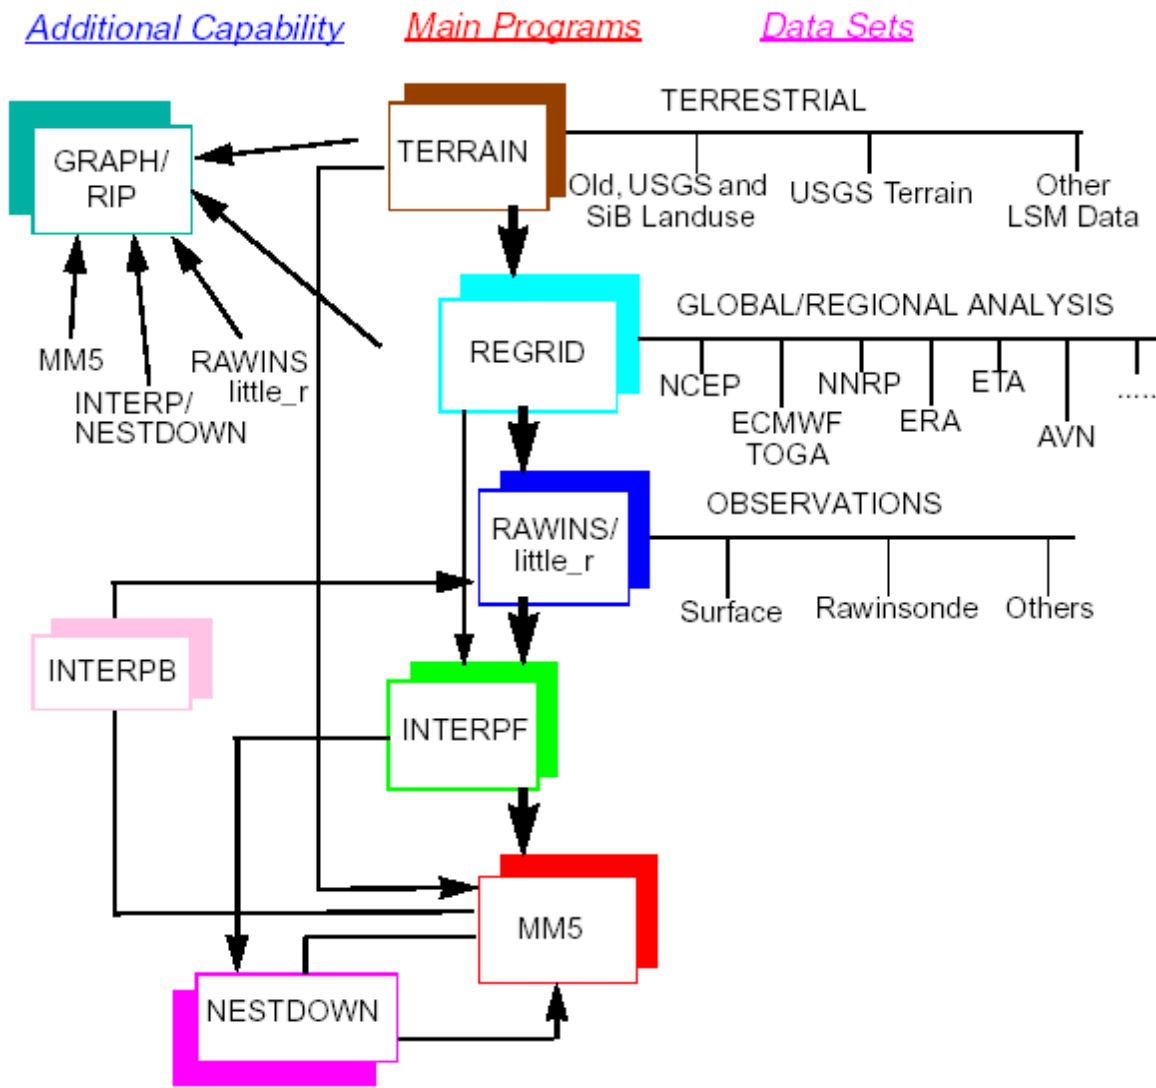 Additional Capability
Main Programs
Data Sets
TERRESTRIAL
GRAPH/
RIP
TERRAIN
Old, USGS and
SiB Landuse
USGS Terrain
Other
LSM Data
GLOBAL/REGIONAL ANALYSIS
MM5
INTERP/
NESTDOWN
RAWINS
little_r
REGRID
NCEP
ECMWF
TOGA
NNRP
ERA
ETA
AVN
.....
OBSERVATIONS
RAWINS/
little_r
Surface
Rawinsonde
Others
INTERPB
INTERPF
MM5
NESTDOWN